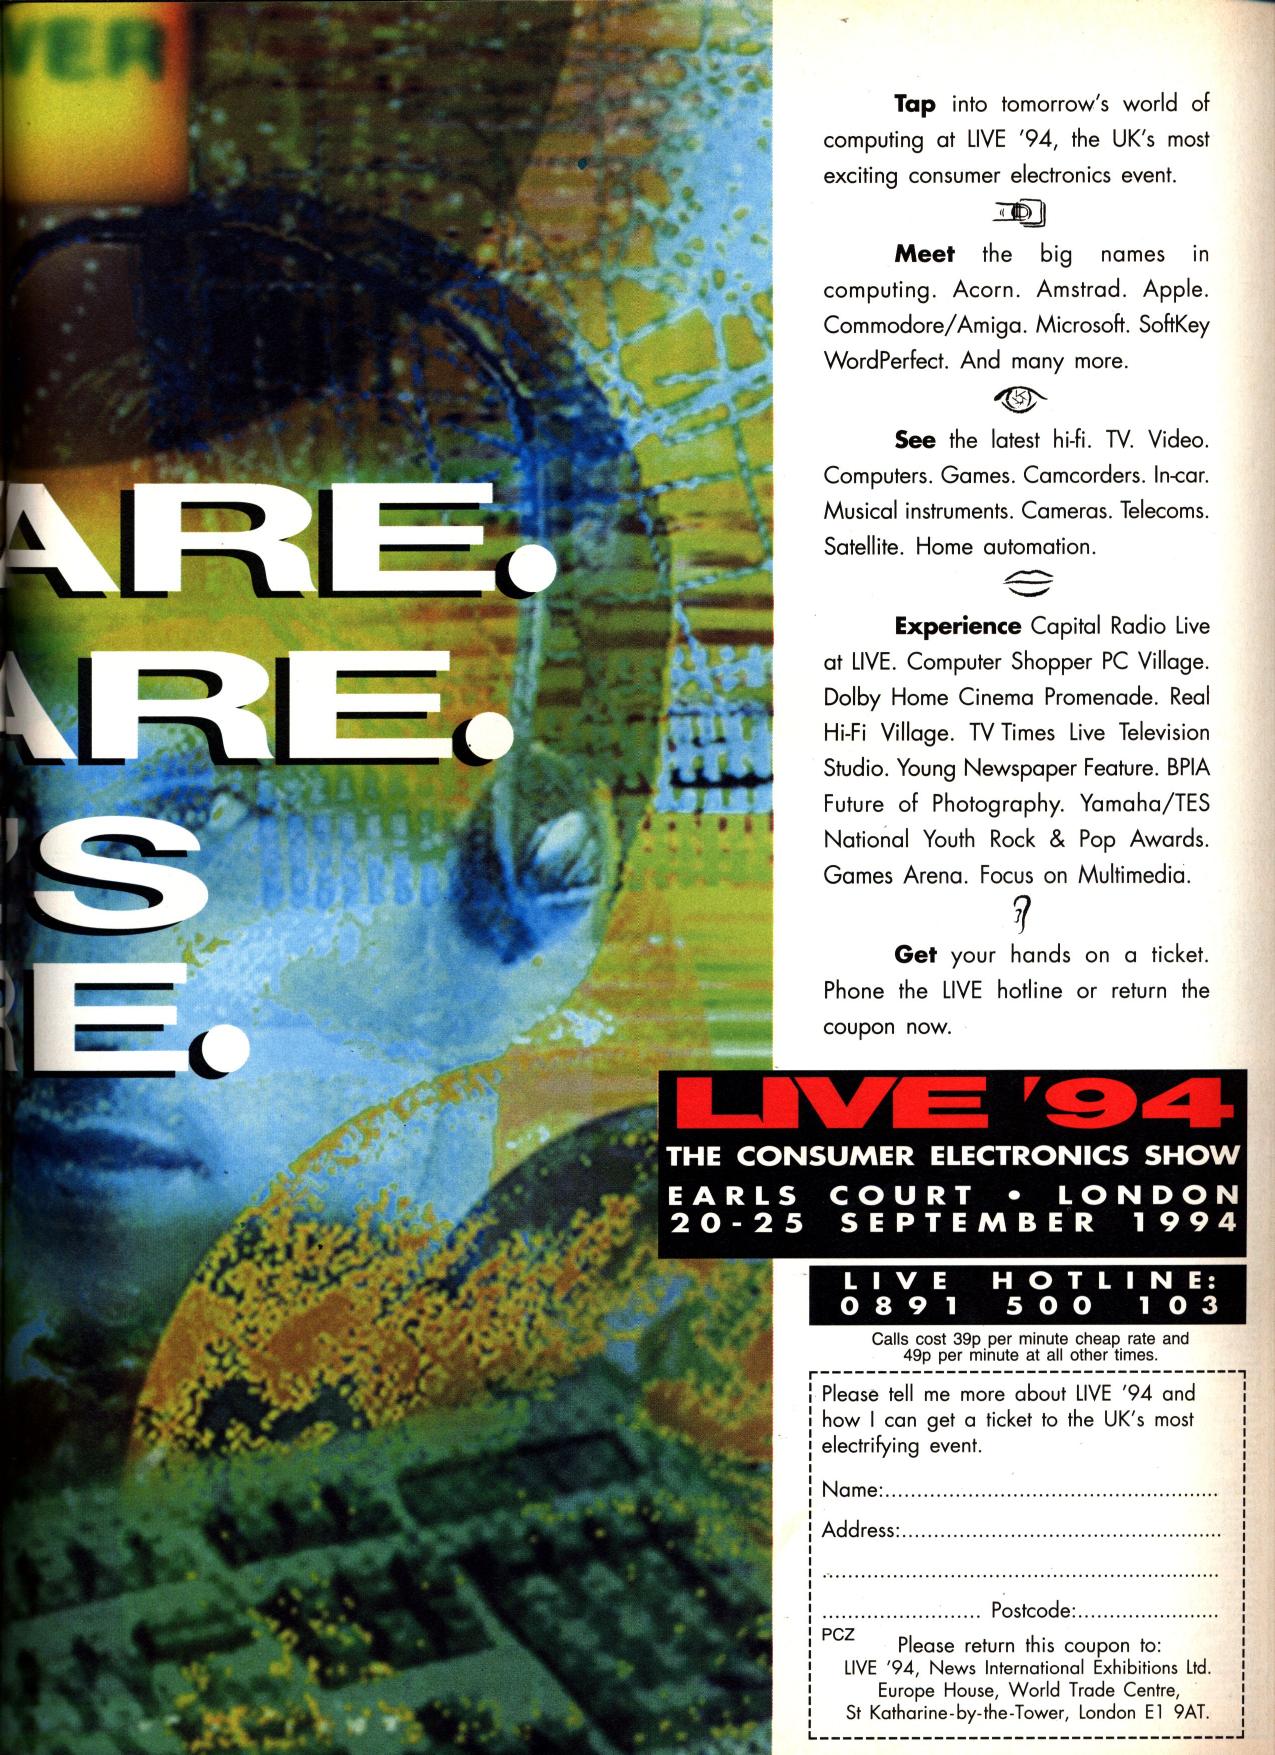 VER
ARE.
ARE.
'S
RE.
Tap into tomorrow's world of
computing at LIVE '94, the UK's most
exciting consumer electronics event.
Meet the big names in
computing. Acorn. Amstrad. Apple.
Commodore/Amiga. Microsoft. SoftKey
WordPerfect. And many more.
See the latest hi-fi. TV. Video.
Computers. Games. Camcorders. In-car.
Musical instruments. Cameras. Telecoms.
Satellite. Home automation.
Experience Capital Radio Live
at LIVE. Computer Shopper PC Village.
Dolby Home Cinema Promenade. Real
Hi-Fi Village. TV Times Live Television
Studio. Young Newspaper Feature. BPIA
Future of Photography. Yamaha/TES
National Youth Rock & Pop Awards.
Games Arena. Focus on Multimedia.
Get your hands on a ticket.
Phone the LIVE hotline or return the
coupon now.
LIVE '94
THE CONSUMER ELECTRONICS SHOW
EARLS COURT • LONDON
20-25 SEPTEMBER 1994
LIVE HOTLINE:
0891 500 103
Calls cost 39p per minute cheap rate and
49p per minute at all other times.
Please tell me more about LIVE '94 and
how I can get a ticket to the UK's most
electrifying event.
Name:....................................................
Address:.................................................
.............................................................
......................... Postcode:......................
PCZ
Please return this coupon to:
LIVE '94, News International Exhibitions Ltd.
Europe House, World Trade Centre,
St Katharine-by-the-Tower, London E1 9AT.